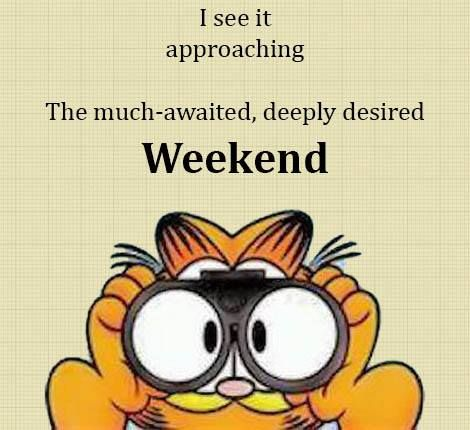 I see it
approaching
The much-awaited, deeply desired
Weekend